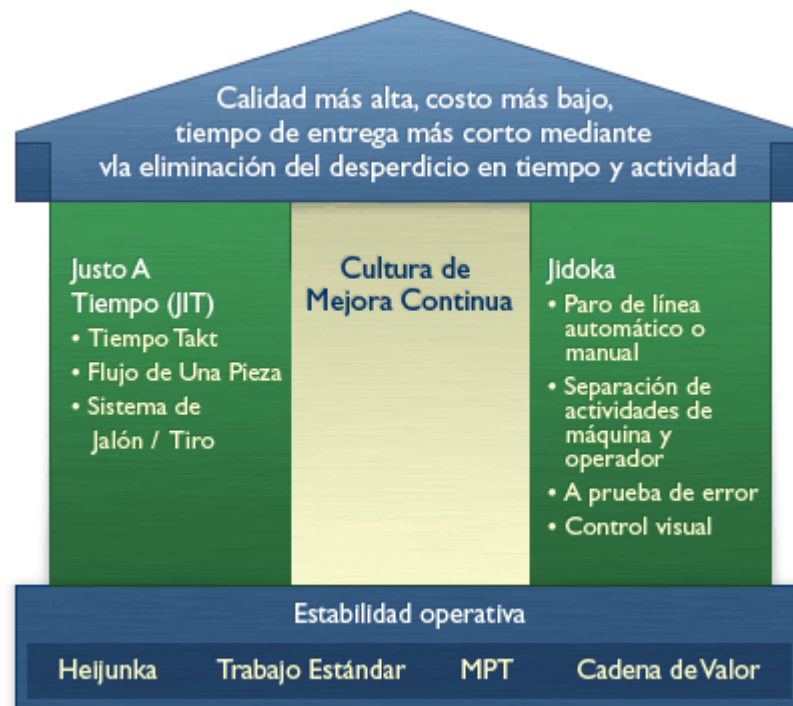 Calidad más alta, costo más bajo,
tiempo de entrega más corto mediante
vla eliminación del desperdicio en tiempo y actividad
Justo A
Tiempo (JIT)
• Tiempo Takt
• Flujo de Una Pieza
• Sistema de
Jalón / Tiro
Cultura de
Mejora Continua
Jidoka
• Paro de línea
automático o
manual
• Separación de
actividades de
máquina y
operador
• A prueba de error
• Control visual
Estabilidad operativa
Heijunka Trabajo Estándar MPT Cadena de Valor